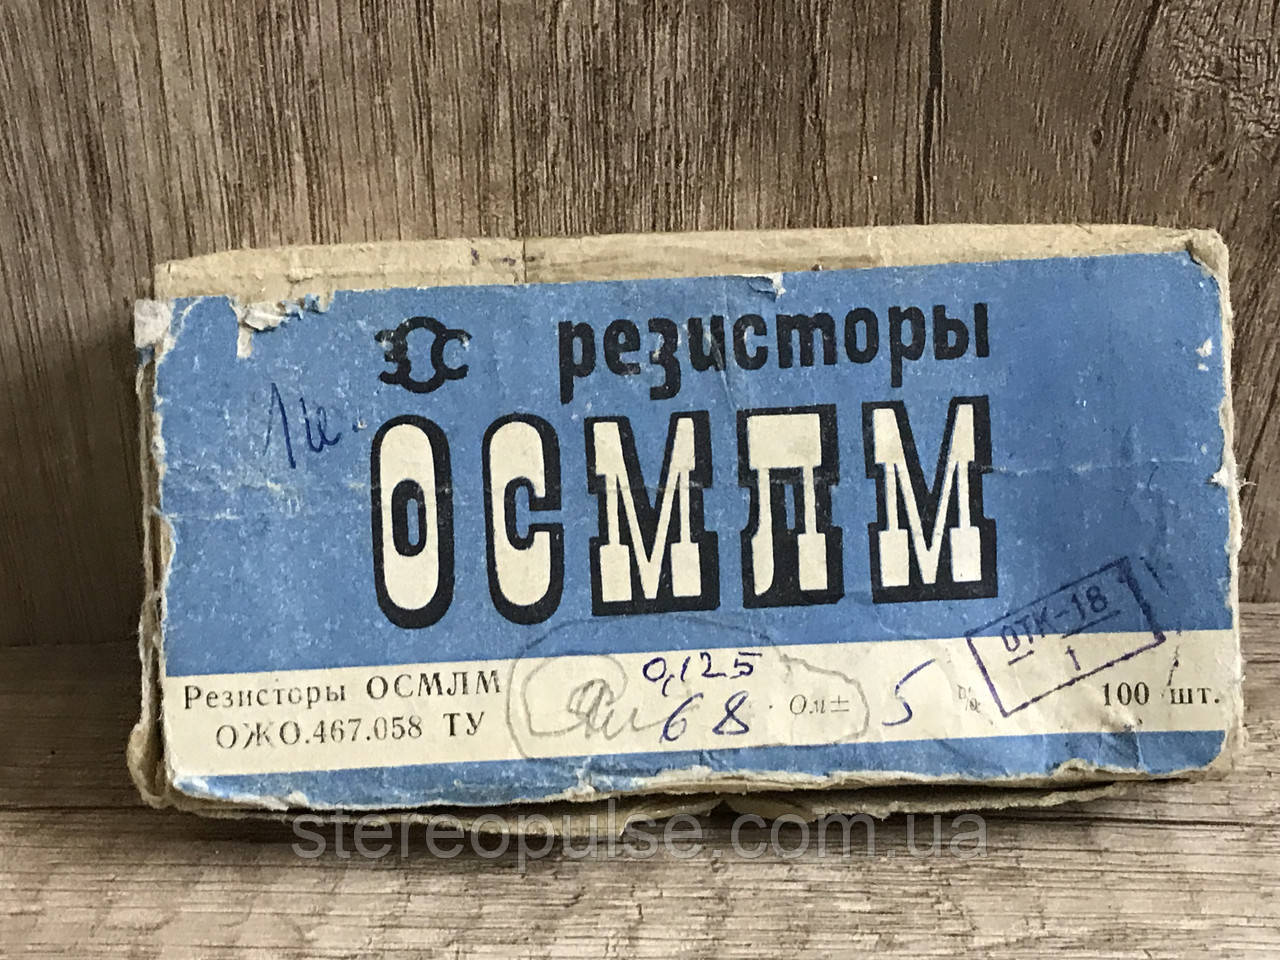 резисторы
ОСМЛМ
Резисторы ОСМЛМ
ОЖО.467.058 ТУ
0,125
68 · Ом± 5 % 100 шт.
ОТК-18
1
stereopulse.com.ua